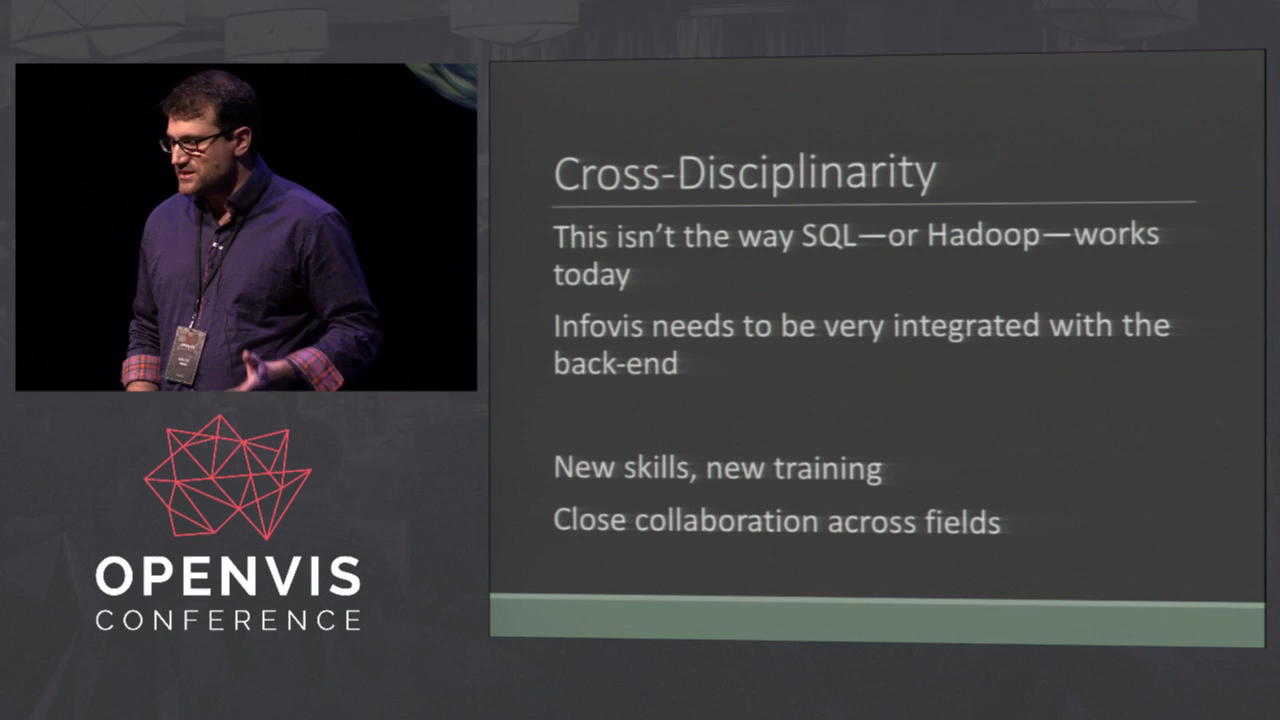 Cross-Disciplinarity
This isn't the way SQL—or Hadoop—works
today
Infovis needs to be very integrated with the
back-end
New skills, new training
Close collaboration across fields
OPENVIS
CONFERENCE